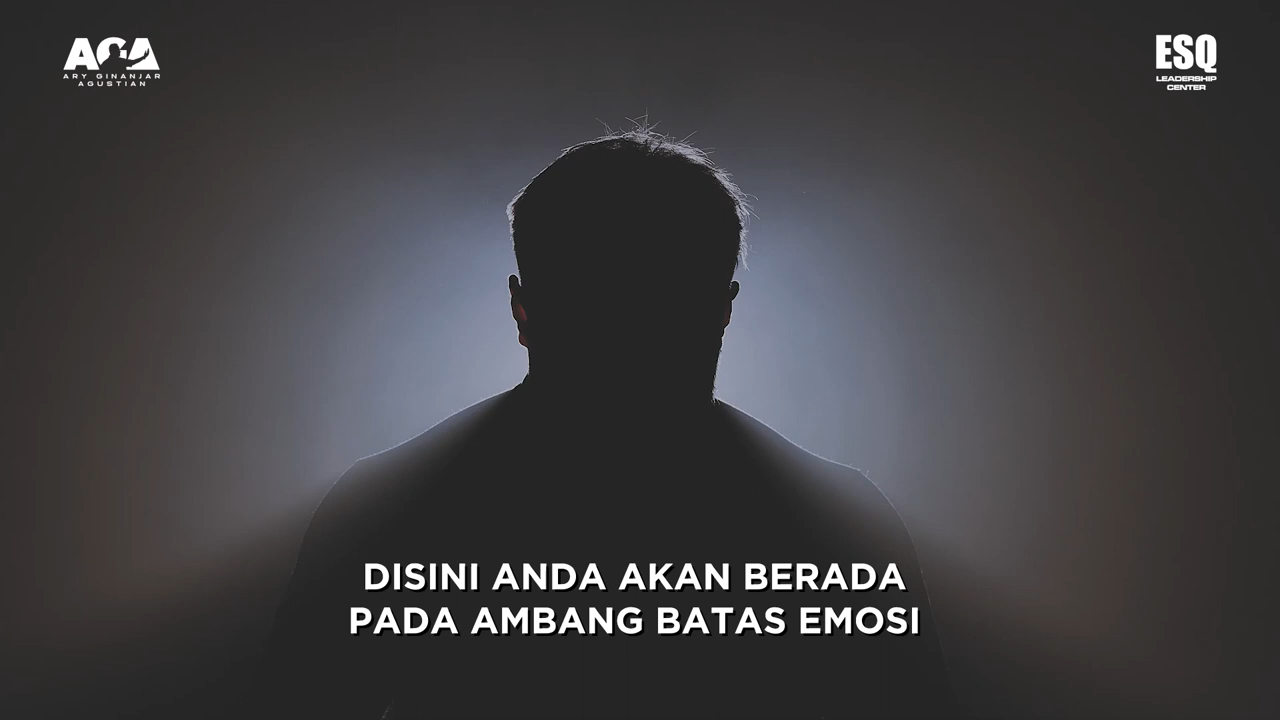 AGA
ARY GINANJAR
AGUSTIAN
ESQ
LEADERSHIP
CENTER
DISINI ANDA AKAN BERADA
PADA AMBANG BATAS EMOSI